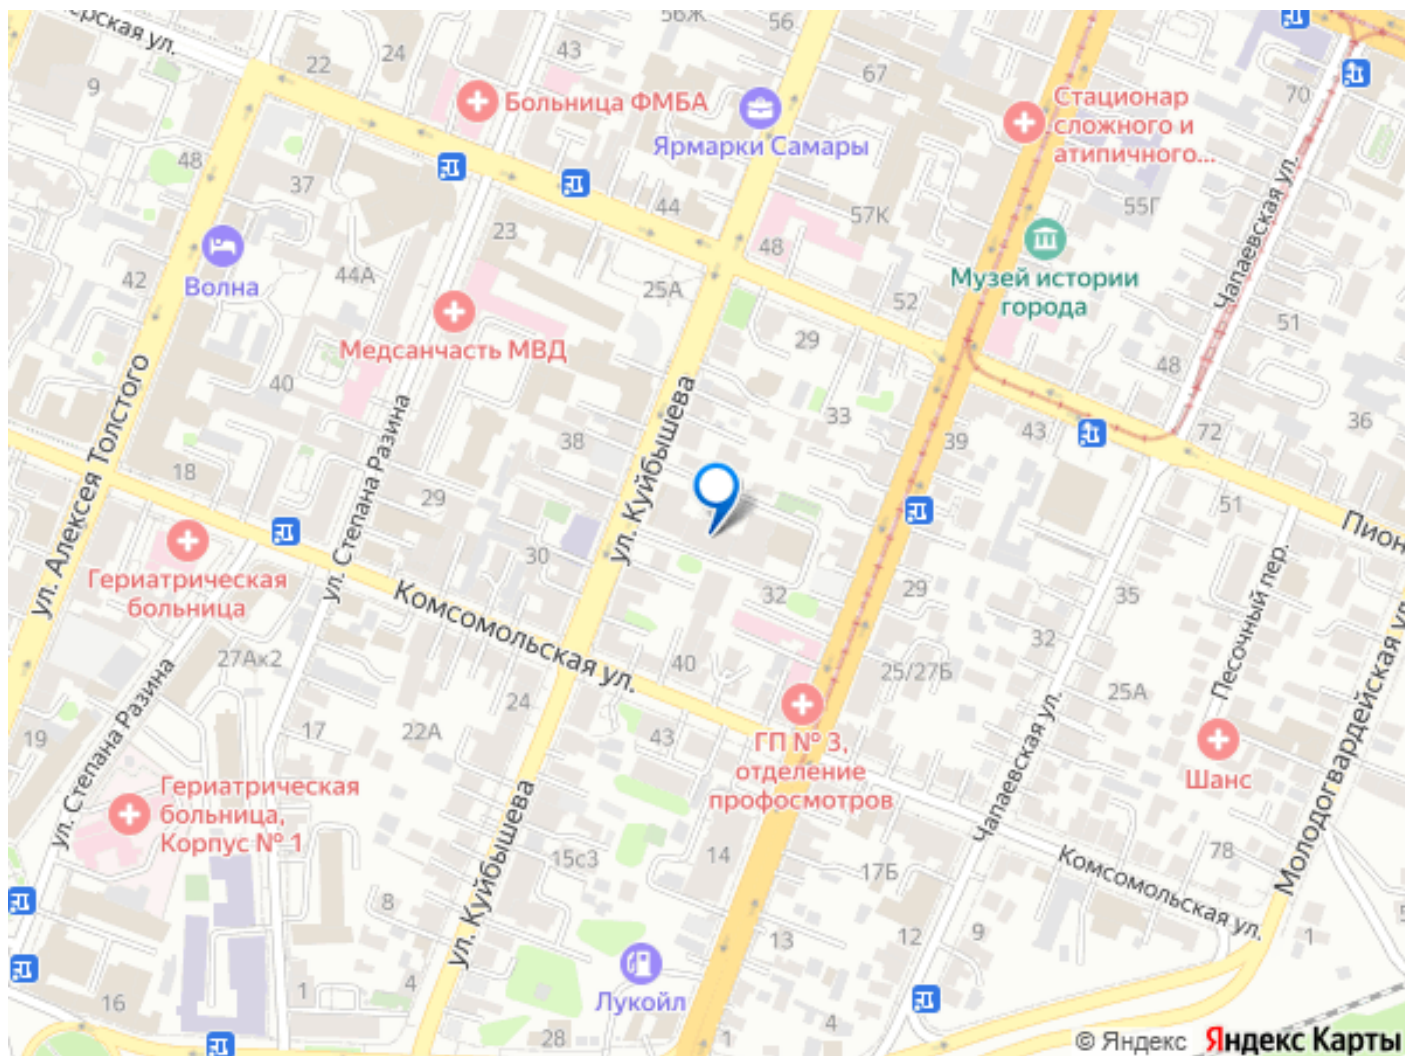 ерская ул.
56Ж
9
22
24
43
67
70
Больница ФМБА
Ярмарки Самары
Стационар
сложного и
атипичного...
48
37
44
57К
55Г
Чапаевская ул.
23
48
Волна
42
44А
25А
Музей истории
города
52
51
Медсанчасть МВД
29
40
48
ул. Алексея Толстого
ул. Степана Разина
ул. Куйбышева
38
33
39
43
72
36
18
29
51
Пион
30
Гериатрическая
больница
Комсомольская ул.
32
29
35
Песочный пер.
32
27Ак2
40
25/27Б
25А
Молодогвардейская ул.
ул. Степана Разина
19
17
22А
24
43
ГП № 3,
отделение
профосмотров
Чапаевская ул.
Шанс
Гериатрическая
больница,
Корпус № 1
ул. Куйбышева
15с3
14
17Б
78
Комсомольская ул.
8
13
12
9
1
16
1
4
Лукойл
28
1
4
© Яндекс Яндекс Карты